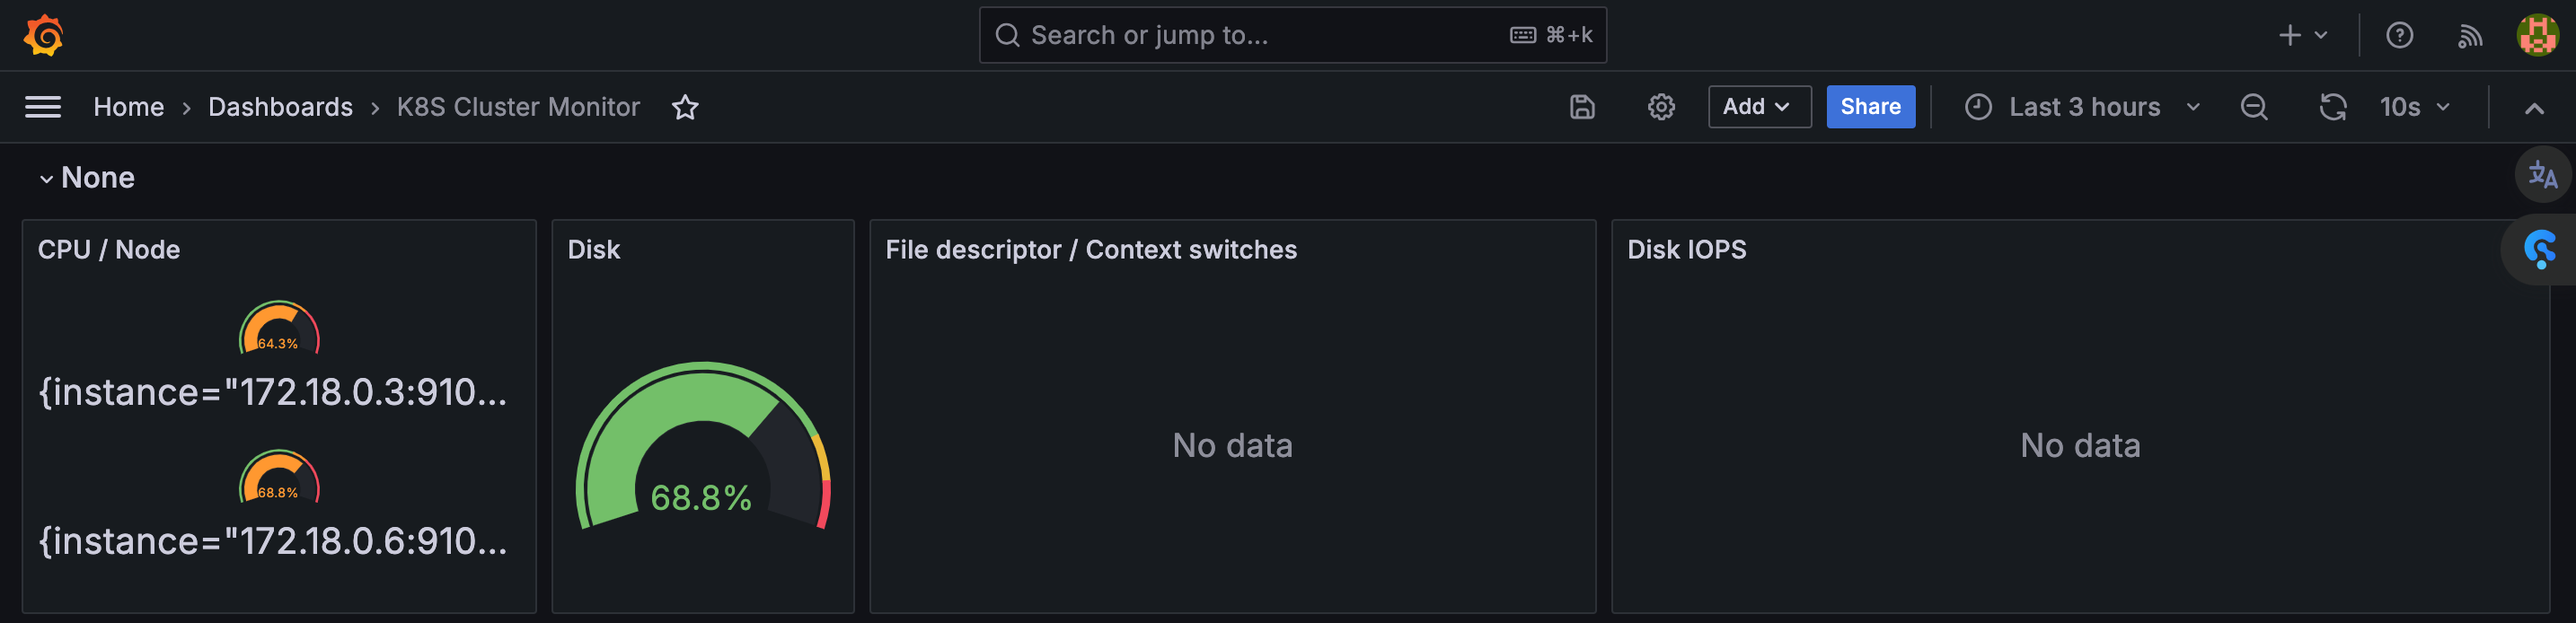 Search or jump to... ⌘+k
Home › Dashboards › K8S Cluster Monitor
Add Share Last 3 hours 10s
None
CPU / Node
64.3%
{instance="172.18.0.3:910...
68.8%
{instance="172.18.0.6:910...
Disk
68.8%
File descriptor / Context switches
No data
Disk IOPS
No data
文A